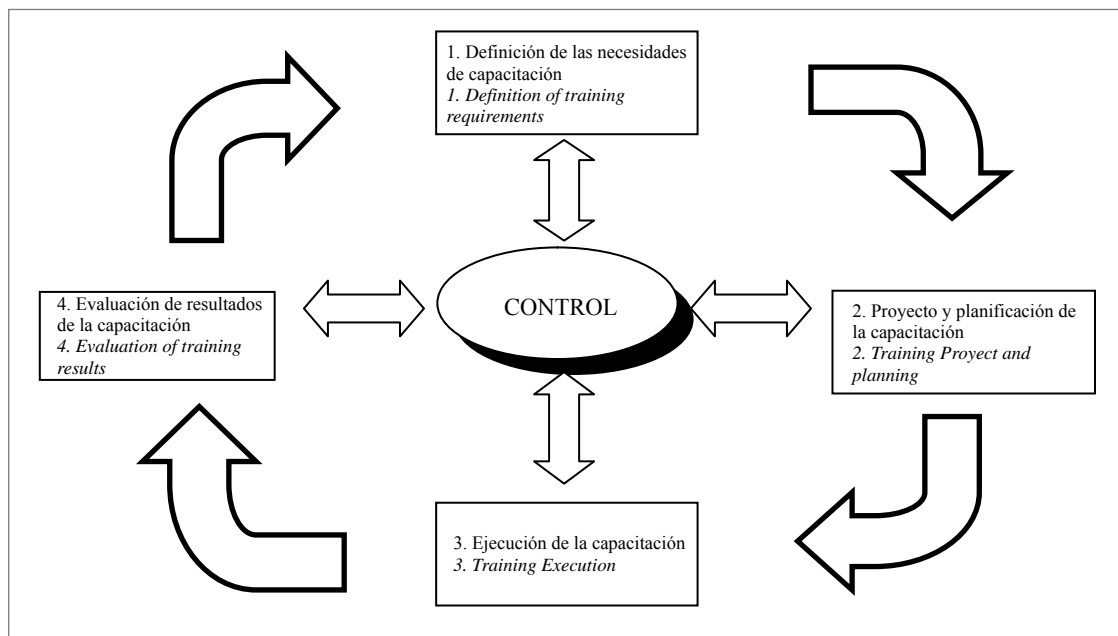 1. Definición de las necesidades
de capacitación
1. Definition of training
requirements
4. Evaluación de resultados
de la capacitación
4. Evaluation of training
results
CONTROL
2. Proyecto y planificación de
la capacitación
2. Training Proyect and
planning
3. Ejecución de la capacitación
3. Training Execution